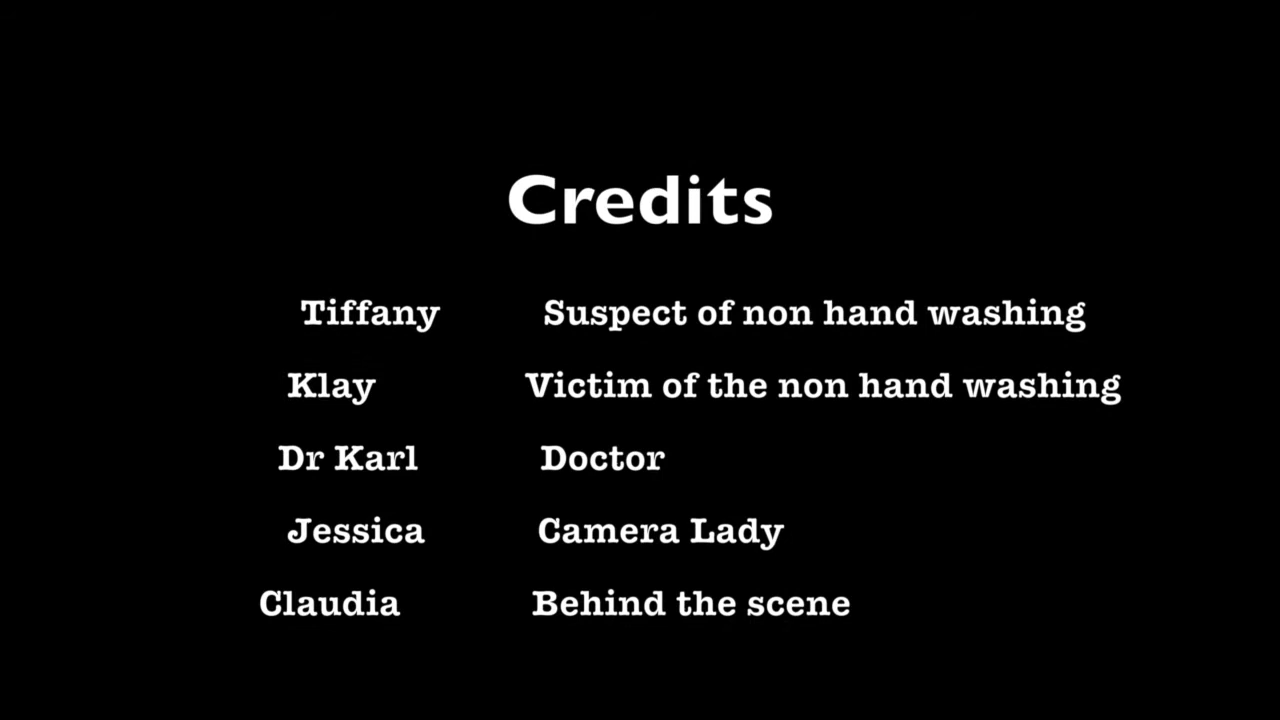 Credits
Tiffany Suspect of non hand washing
Klay Victim of the non hand washing
Dr Karl Doctor
Jessica Camera Lady
Claudia Behind the scene